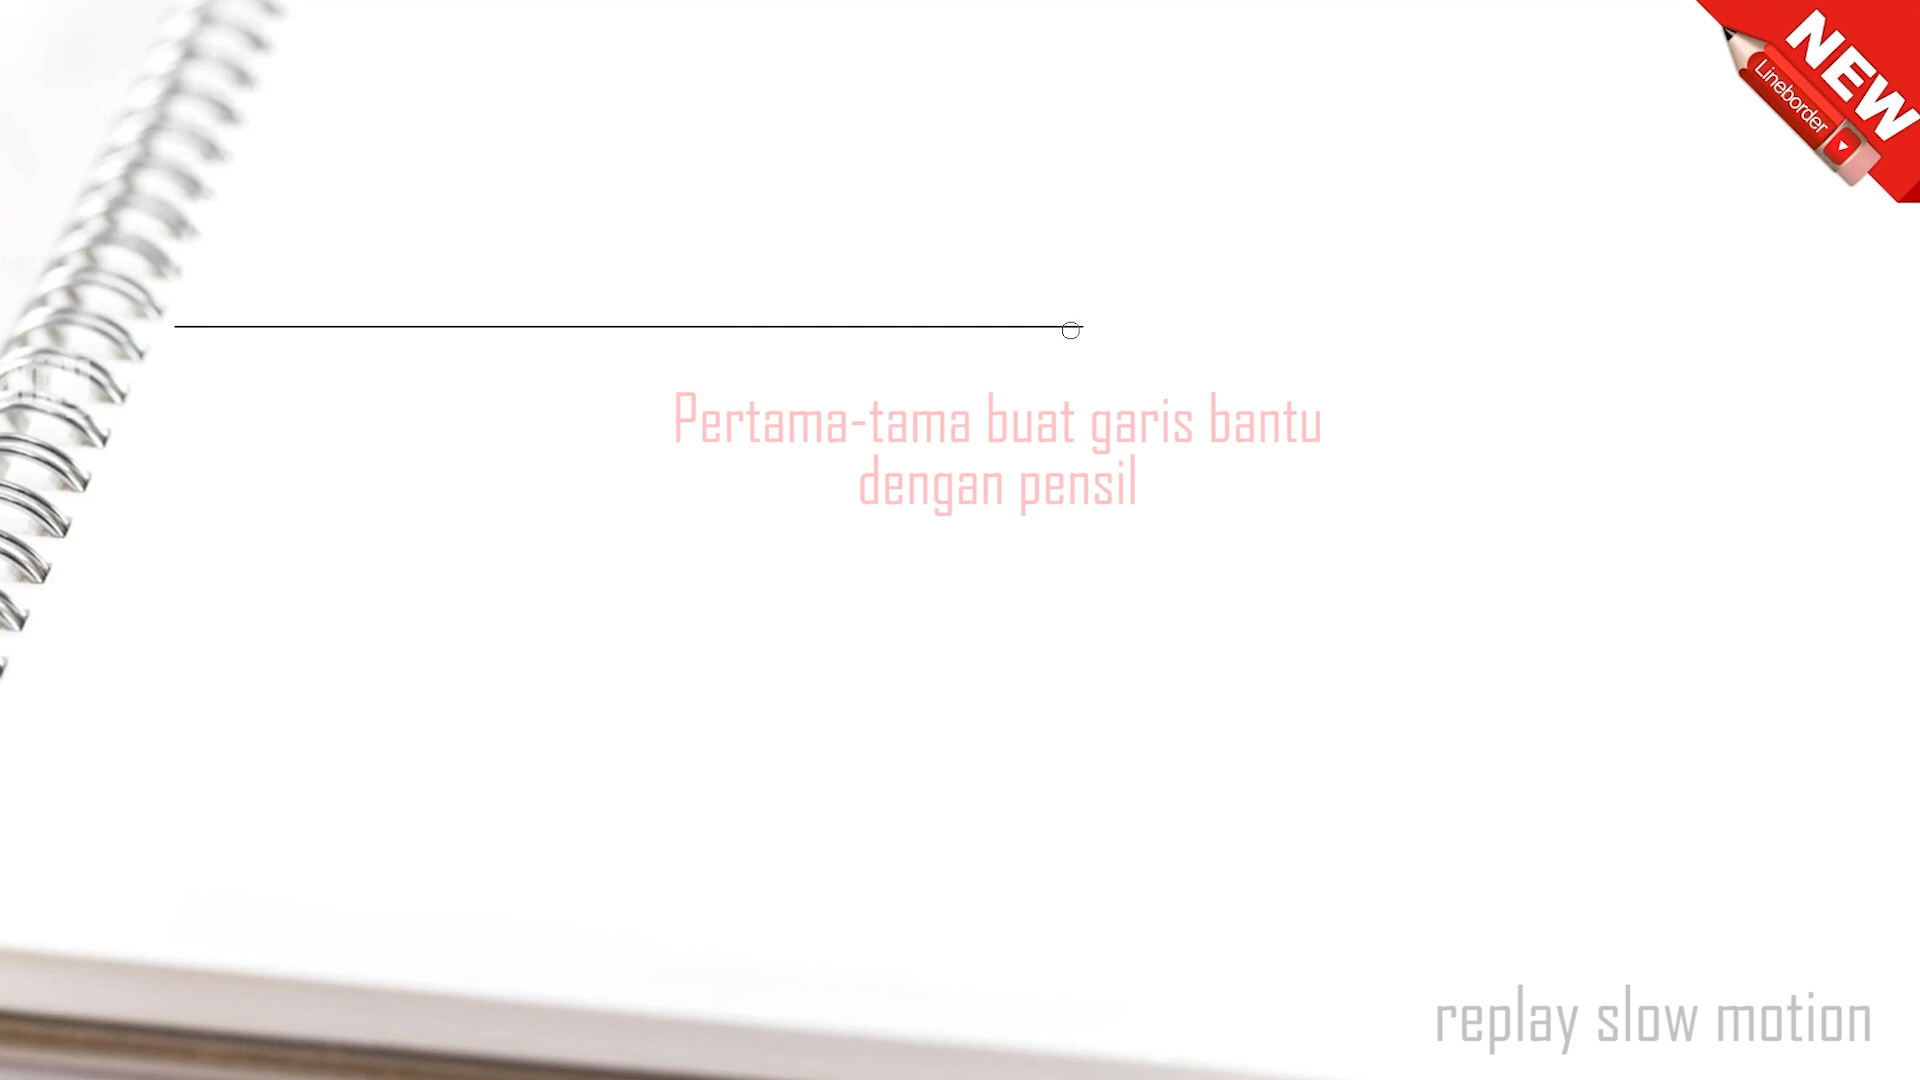 NEW
Lineborder
Pertama-tama buat garis bantu
dengan pensil
replay slow motion